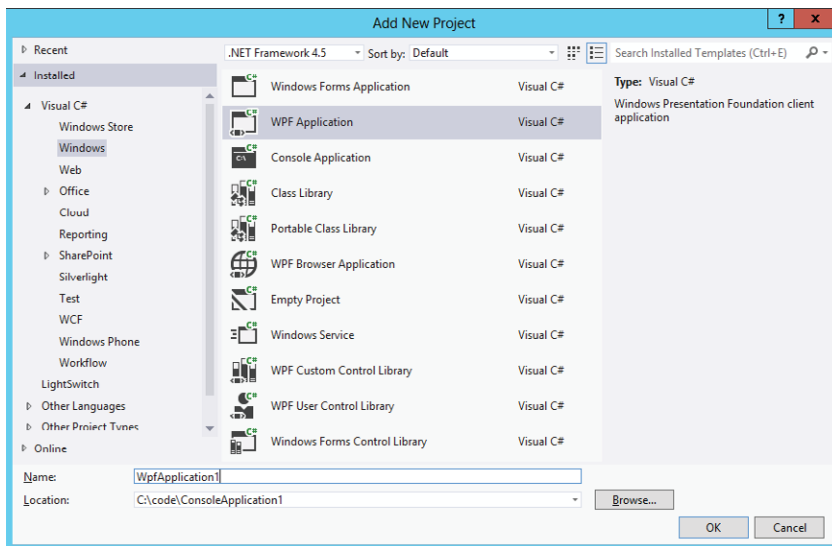 Add New Project
? x
Recent
.NET Framework 4.5 Sort by: Default Search Installed Templates (Ctrl+E)
Installed
Visual C#
Windows Store
Windows
Web
Office
Cloud
Reporting
SharePoint
Silverlight
Test
WCF
Windows Phone
Workflow
LightSwitch
Other Languages
Other Project Types
Online
Windows Forms Application Visual C#
WPF Application Visual C#
Console Application Visual C#
Class Library Visual C#
Portable Class Library Visual C#
WPF Browser Application Visual C#
Empty Project Visual C#
Windows Service Visual C#
WPF Custom Control Library Visual C#
WPF User Control Library Visual C#
Windows Forms Control Library Visual C#
Type: Visual C#
Windows Presentation Foundation client
application
Name: WpfApplication1
Location: C:\code\ConsoleApplication1 Browse...
OK Cancel